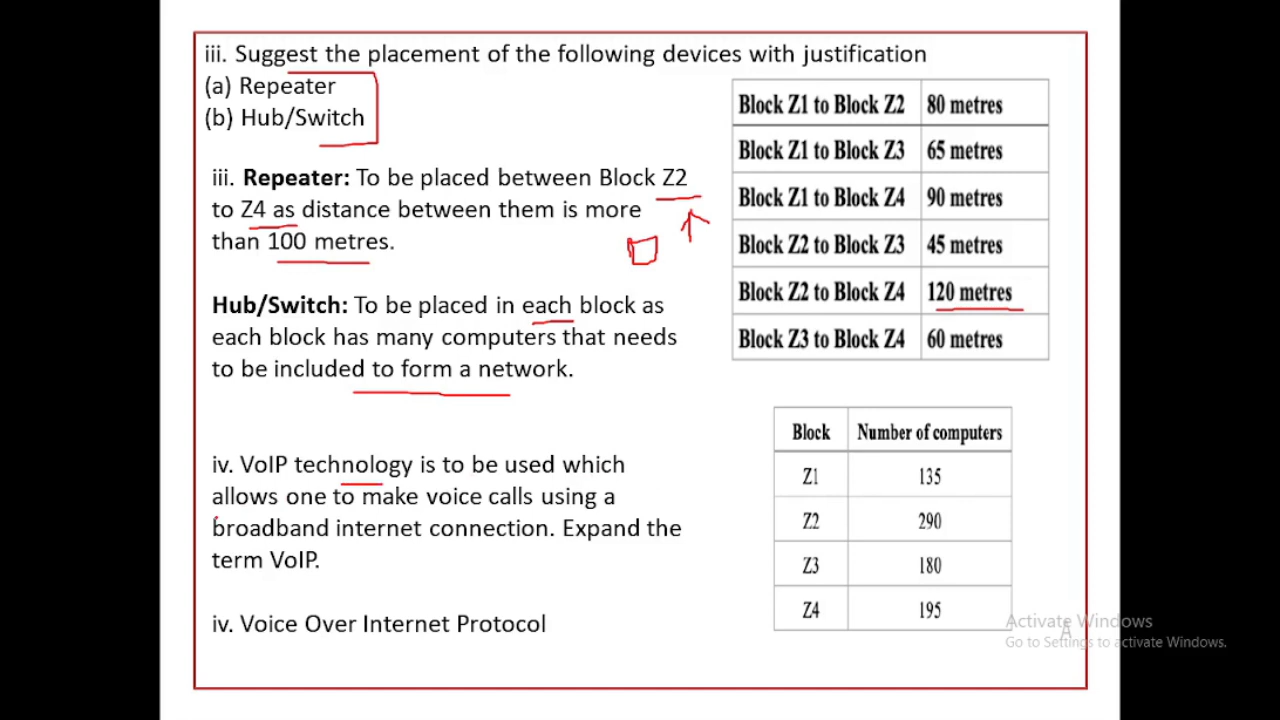 iii. Suggest the placement of the following devices with justification
(a) Repeater
(b) Hub/Switch
iii. Repeater: To be placed between Block Z2
to Z4 as distance between them is more
than 100 metres.
Hub/Switch: To be placed in each block as
each block has many computers that needs
to be included to form a network.
iv. VoIP technology is to be used which
allows one to make voice calls using a
broadband internet connection. Expand the
term VoIP.
iv. Voice Over Internet Protocol
Block Z1 to Block Z2 80 metres
Block Z1 to Block Z3 65 metres
Block Z1 to Block Z4 90 metres
Block Z2 to Block Z3 45 metres
Block Z2 to Block Z4 120 metres
Block Z3 to Block Z4 60 metres
Block Number of computers
Z1 135
Z2 290
Z3 180
Z4 195
Activate Windows
Go to Settings to activate Windows.